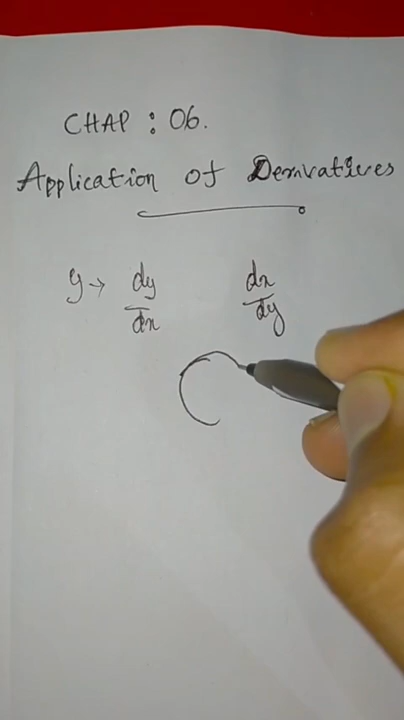 CHAP : 06.
Application of Derivatives
y → dy/dx dx/dy